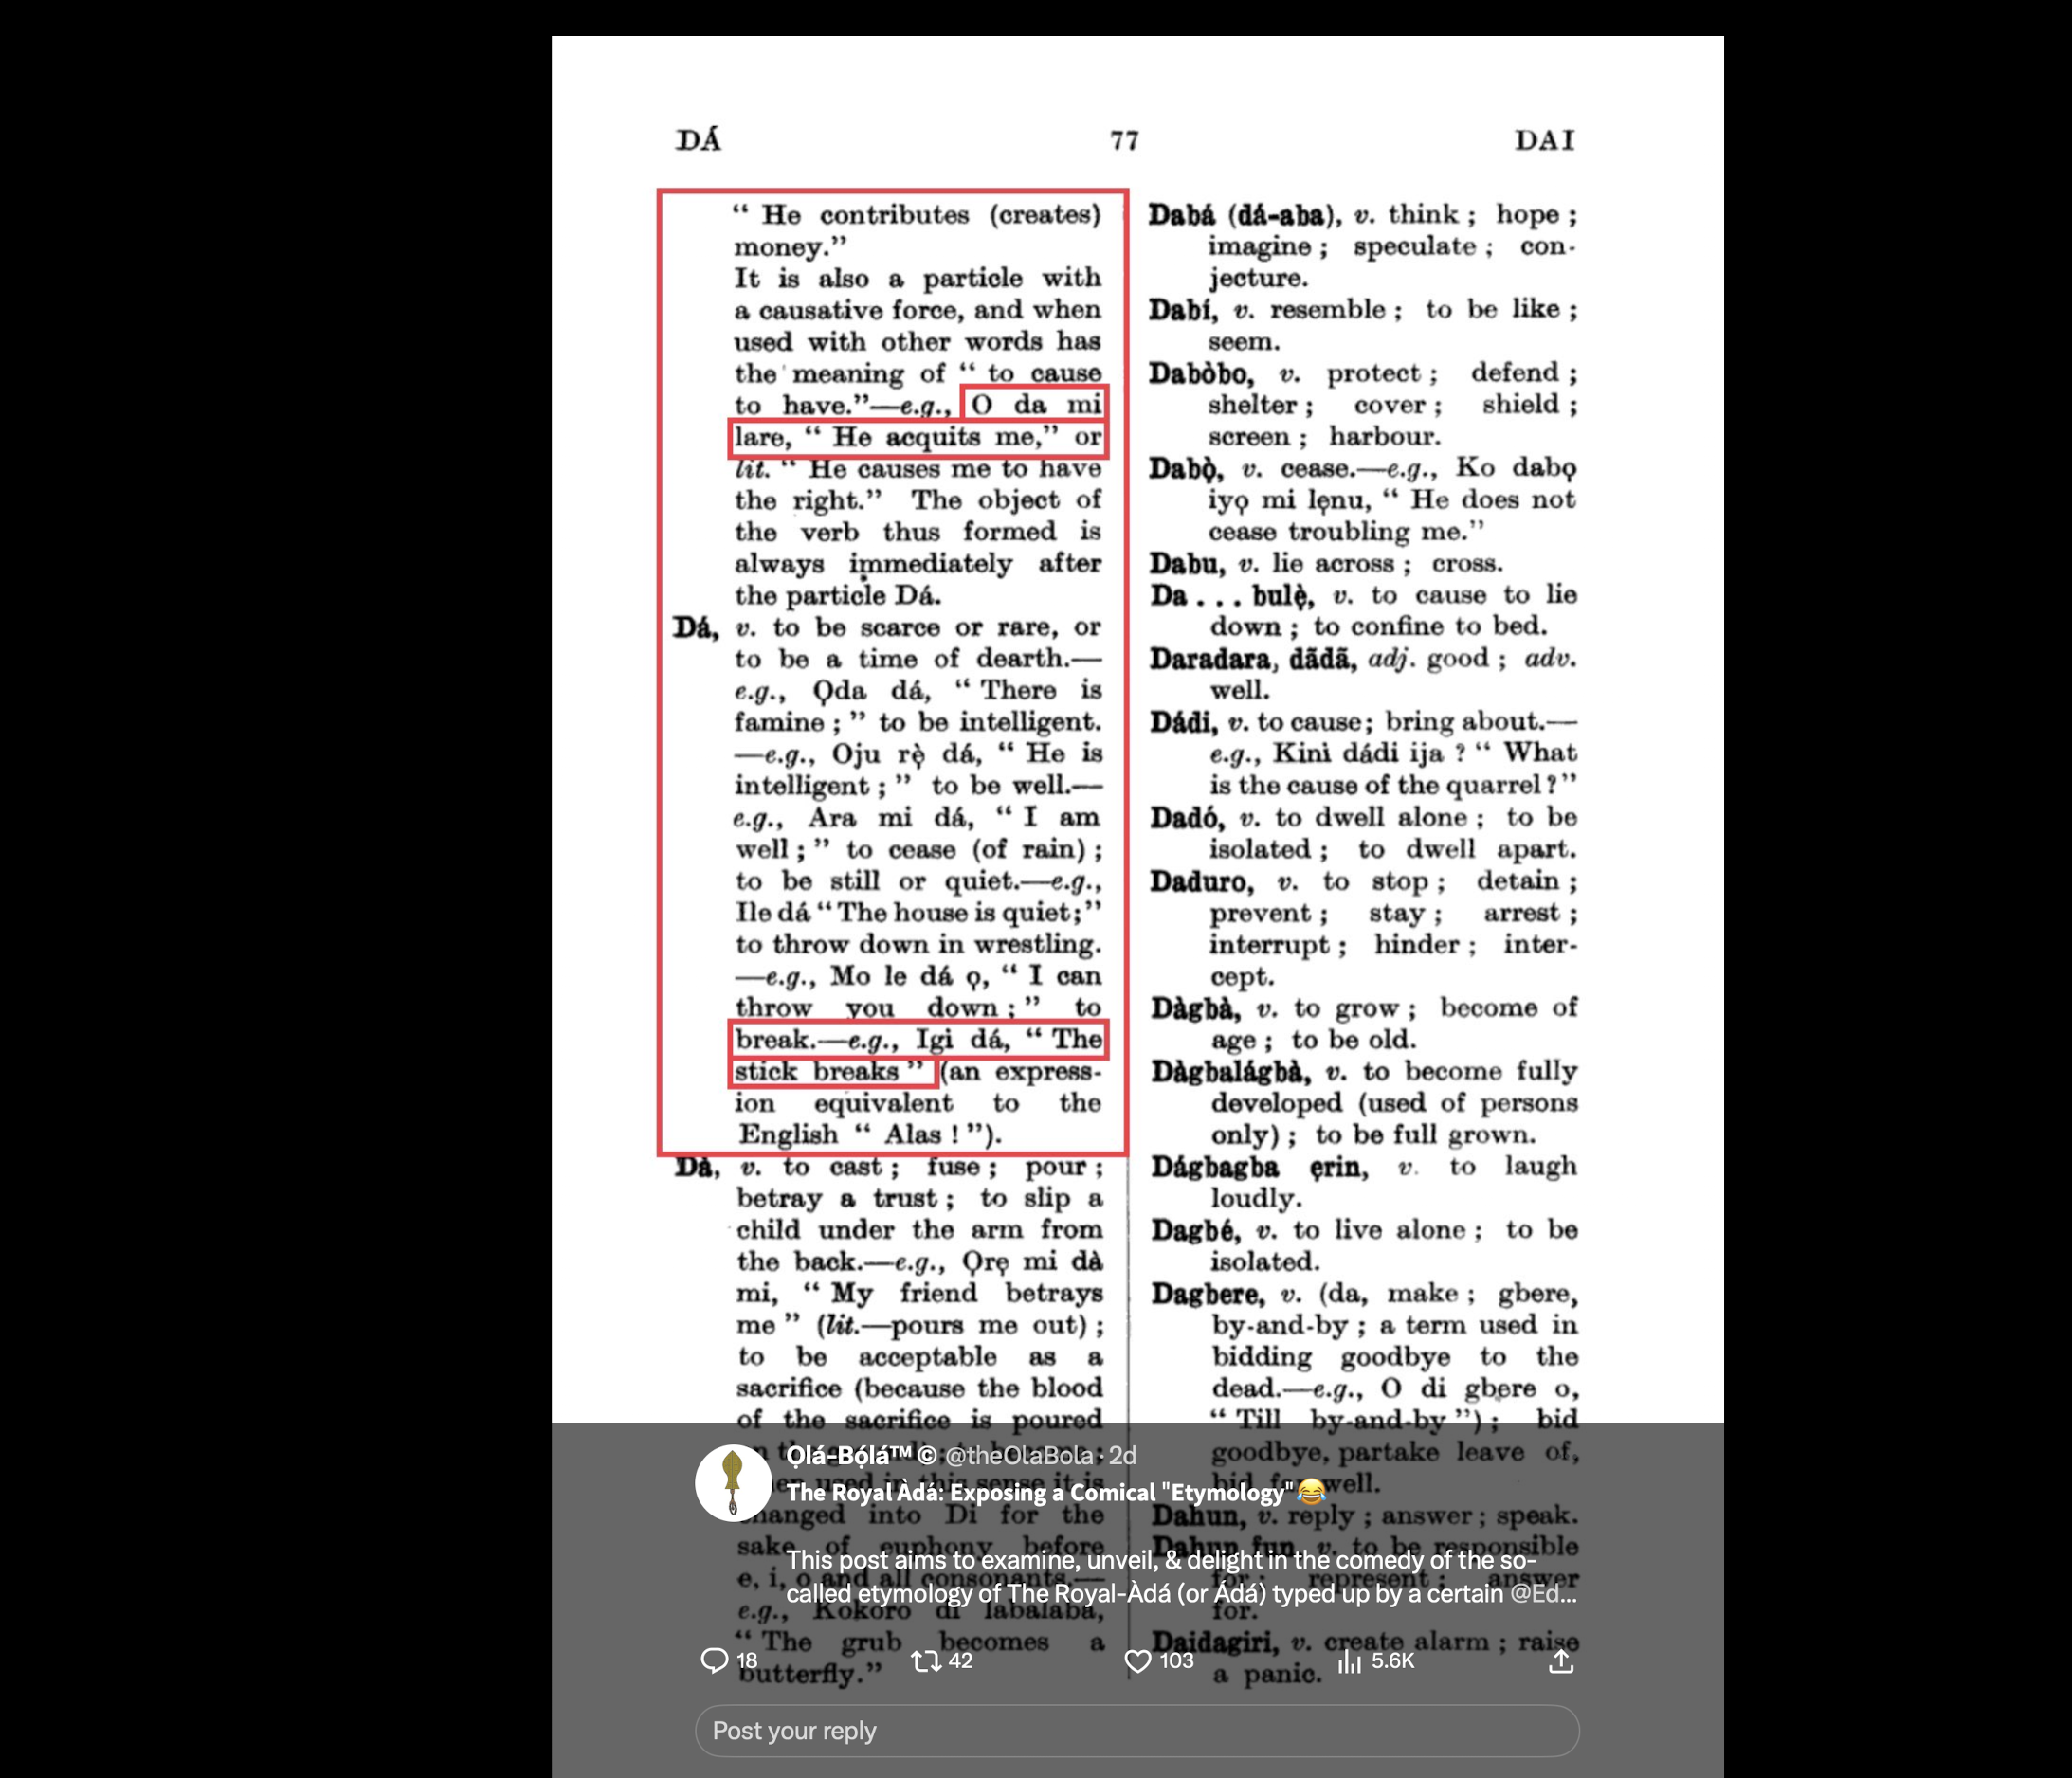 DÁ 77 DAI
“ He contributes (creates)
money.”
It is also a particle with
a causative force, and when
used with other words has
the meaning of “ to cause
to have.”—e.g., O da mi
lare, “ He acquits me,” or
lit. “ He causes me to have
the right.” The object of
the verb thus formed is
always immediately after
the particle Dá.
Dá, v. to be scarce or rare, or
to be a time of dearth.—
e.g., Ọda dá, “ There is
famine ; ” to be intelligent.
—e.g., Oju rẹ̀ dá, “ He is
intelligent ; ” to be well.—
e.g., Ara mi dá, “ I am
well ; ” to cease (of rain) ;
to be still or quiet.—e.g.,
Ile dá “ The house is quiet; ”
to throw down in wrestling.
—e.g., Mo le dá ọ, “ I can
throw you down ; ” to
break.—e.g., Igi dá, “ The
stick breaks ” (an express-
ion equivalent to the
English “ Alas ! ”).
Dà, v. to cast ; fuse ; pour ;
betray a trust ; to slip a
child under the arm from
the back.—e.g., Ọrẹ mi dà
mi, “ My friend betrays
me ” (lit.—pours me out) ;
to be acceptable as a
sacrifice (because the blood
of the sacrifice is poured
changed into Di for the
sake of euphony before
e, i, o and all consonants.—
e.g., Kokoro di labalaba,
“ The grub becomes a
butterfly.”
Dabá (dá-aba), v. think ; hope ;
imagine ; speculate ; con-
jecture.
Dabí, v. resemble ; to be like ;
seem.
Dabòbo, v. protect ; defend ;
shelter ; cover ; shield ;
screen ; harbour.
Dabọ̀, v. cease.—e.g., Ko dabọ
iyọ mi lẹnu, “ He does not
cease troubling me.”
Dabu, v. lie across ; cross.
Da . . . bulẹ̀, v. to cause to lie
down ; to confine to bed.
Daradara, dãdã, adj. good ; adv.
well.
Dádi, v. to cause; bring about.—
e.g., Kini dádi ija ? “ What
is the cause of the quarrel ? ”
Dadó, v. to dwell alone ; to be
isolated ; to dwell apart.
Daduro, v. to stop ; detain ;
prevent ; stay ; arrest ;
interrupt ; hinder ; inter-
cept.
Dàgbà, v. to grow ; become of
age ; to be old.
Dàgbalágbà, v. to become fully
developed (used of persons
only) ; to be full grown.
Dágbagba ẹrin, v. to laugh
loudly.
Dagbé, v. to live alone ; to be
isolated.
Dagbere, v. (da, make ; gbere,
by-and-by ; a term used in
bidding goodbye to the
dead.—e.g., O di gbere o,
“ Till by-and-by ”) ; bid
goodbye, partake leave of,
bid farewell.
Dahun, v. reply ; answer ; speak.
Dahun fun, v. to be responsible
for ; represent ; answer
for.
Daidagiri, v. create alarm ; raise
a panic.
Ọlá-Bọ́lá™ © @theOlaBola · 2d
The Royal Àdá: Exposing a Comical "Etymology"😂
This post aims to examine, unveil, & delight in the comedy of the so-
called etymology of The Royal-Àdá (or Ádá) typed up by a certain @Ed...
18 42 103 5.6K
Post your reply